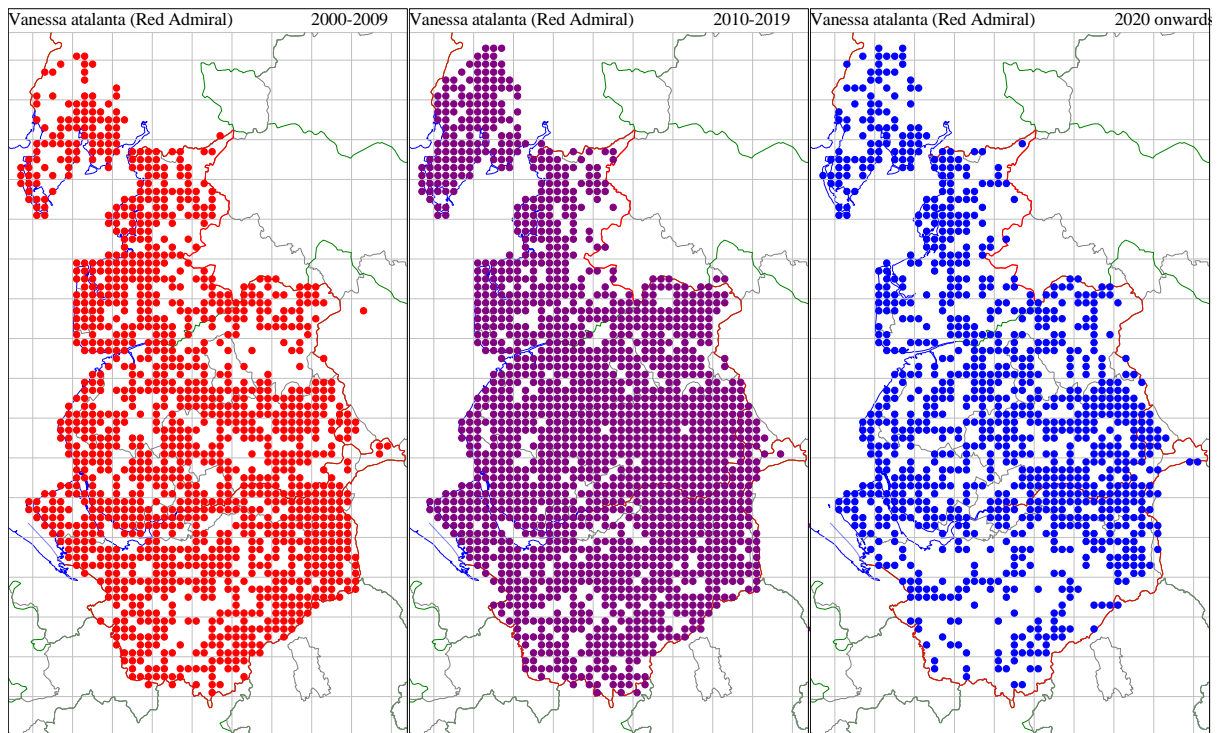 Vanessa atalanta (Red Admiral) 2000-2009
Vanessa atalanta (Red Admiral) 2010-2019
Vanessa atalanta (Red Admiral) 2020 onwards